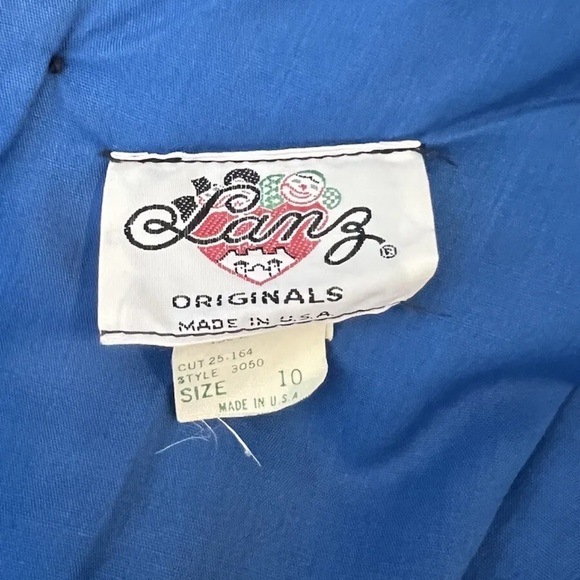 Lanz ®
ORIGINALS
MADE IN U.S.A
CUT 25-164
STYLE 3050
SIZE 10
MADE IN U.S.A.